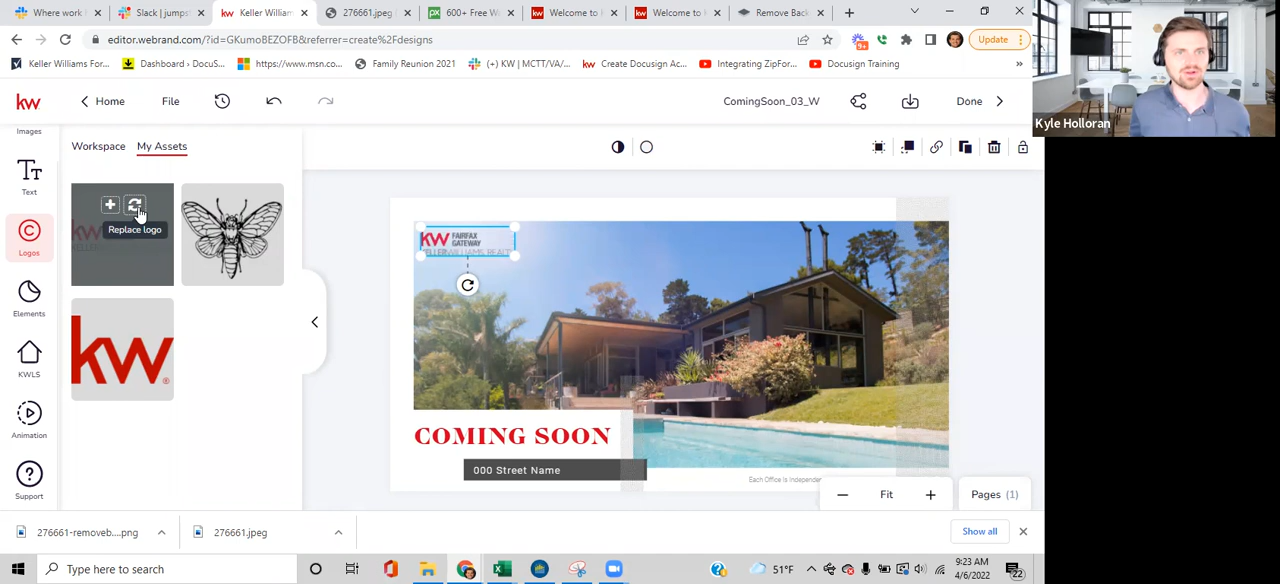 Where work h
Slack | jumps
Keller Willian
276661.jpeg
600+ Free W
Welcome to
Welcome to
Remove Back
editor.webrand.com/?id=GKumoBEZOFB&referrer=create%2Fdesigns
9+
Update
Keller Williams For...
Dashboard › DocuS...
https://www.msn.co...
Family Reunion 2021
(+) KW | MCTT/VA/...
Create Docusign Ac...
Integrating ZipFor...
Docusign Training
»
kw
Home
File
ComingSoon_03_W
Done
Kyle Holloran
Images
Workspace
My Assets
Text
Replace logo
Logos
kw FAIRFAX
GATEWAY
KELLERWILLIAMS. REALTY
Elements
kw
KWLS
Animation
COMING SOON
000 Street Name
Each Office Is Independen
Support
Fit
Pages (1)
276661-removeb....png
276661.jpeg
Show all
Type here to search
51°F
9:23 AM
4/6/2022
22